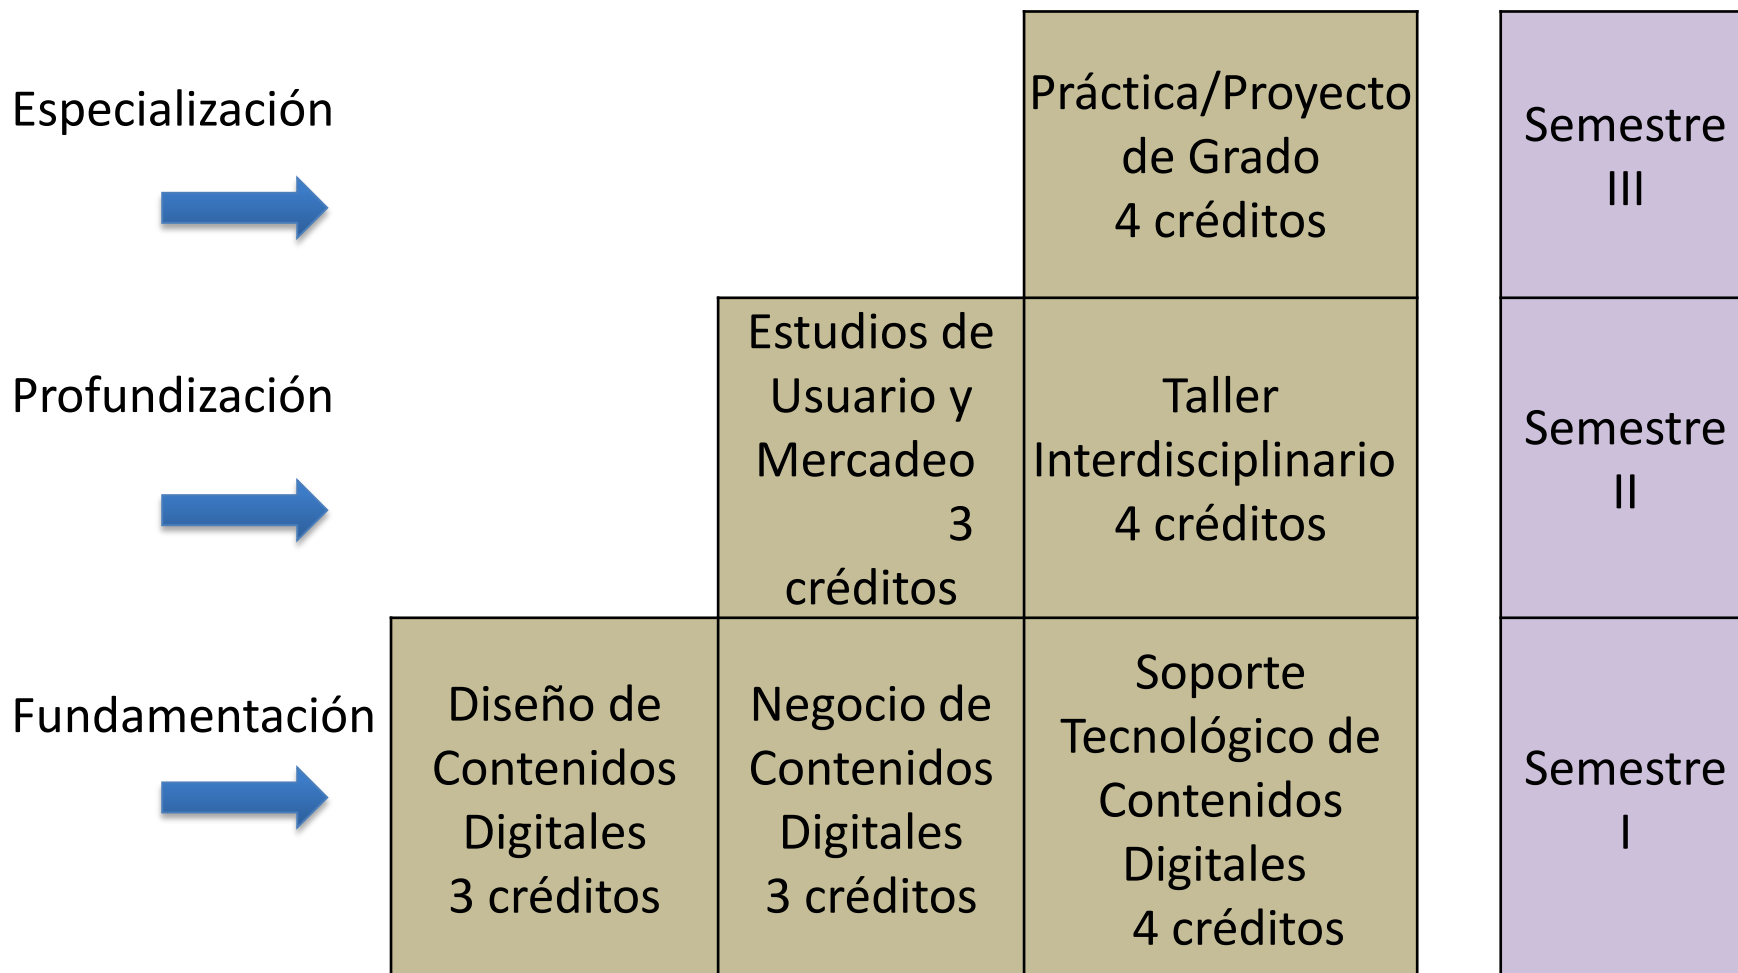 Especialización
Práctica/Proyecto
de Grado
4 créditos
Semestre
III
Profundización
Estudios de
Usuario y
Mercadeo
3
créditos
Taller
Interdisciplinario
4 créditos
Semestre
II
Fundamentación
Diseño de
Contenidos
Digitales
3 créditos
Negocio de
Contenidos
Digitales
3 créditos
Soporte
Tecnológico de
Contenidos
Digitales
4 créditos
Semestre
I